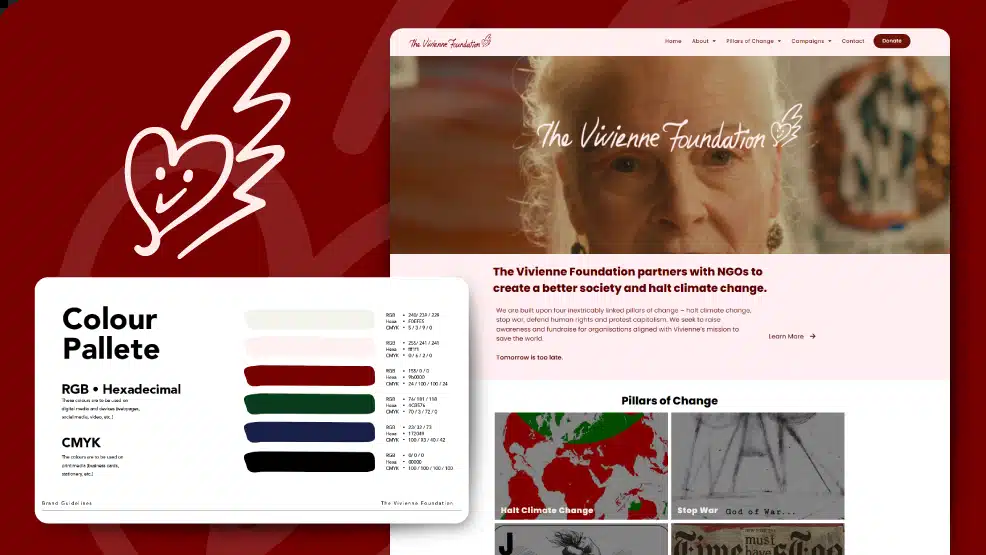 The Vivienne Foundation
Home
About
Pillars of Change
Campaigns
Contact
Donate
The Vivienne Foundation
The Vivienne Foundation partners with NGOs to
create a better society and halt climate change.
We are built upon four inextricably linked pillars of change – halt climate change,
stop war, defend human rights and protest capitalism. We seek to raise
awareness and fundraise for organisations aligned with Vivienne's mission to
save the world.
Learn More →
Tomorrow is too late.
Pillars of Change
Halt Climate Change
Stop War
God of War...
must
have
J
Colour
Pallete
RGB • Hexadecimal
These colours are to be used on
digital media and devices (webpages,
social media, video, etc.)
CMYK
The colours are to be used on
print media (business cards,
stationery, etc.)
RGB • 240/ 239 / 229
Hexa • F0EFE5
CMYK • 5 / 3 / 9 / 0
RGB • 255/ 241 / 241
Hexa • fff1f1
CMYK • 0 / 6 / 2 / 0
RGB • 155/ 0 / 0
Hexa • 9b0000
CMYK • 24 / 100 / 100 / 24
RGB • 74/ 181 / 118
Hexa • 4CB576
CMYK • 70 / 3 / 72 / 0
RGB • 23/ 32 / 73
Hexa • 172049
CMYK • 100 / 93 / 40 / 42
RGB • 0/ 0 / 0
Hexa • 00000
CMYK • 100 / 100 / 100 / 100
Brand Guidelines
The Vivienne Foundation